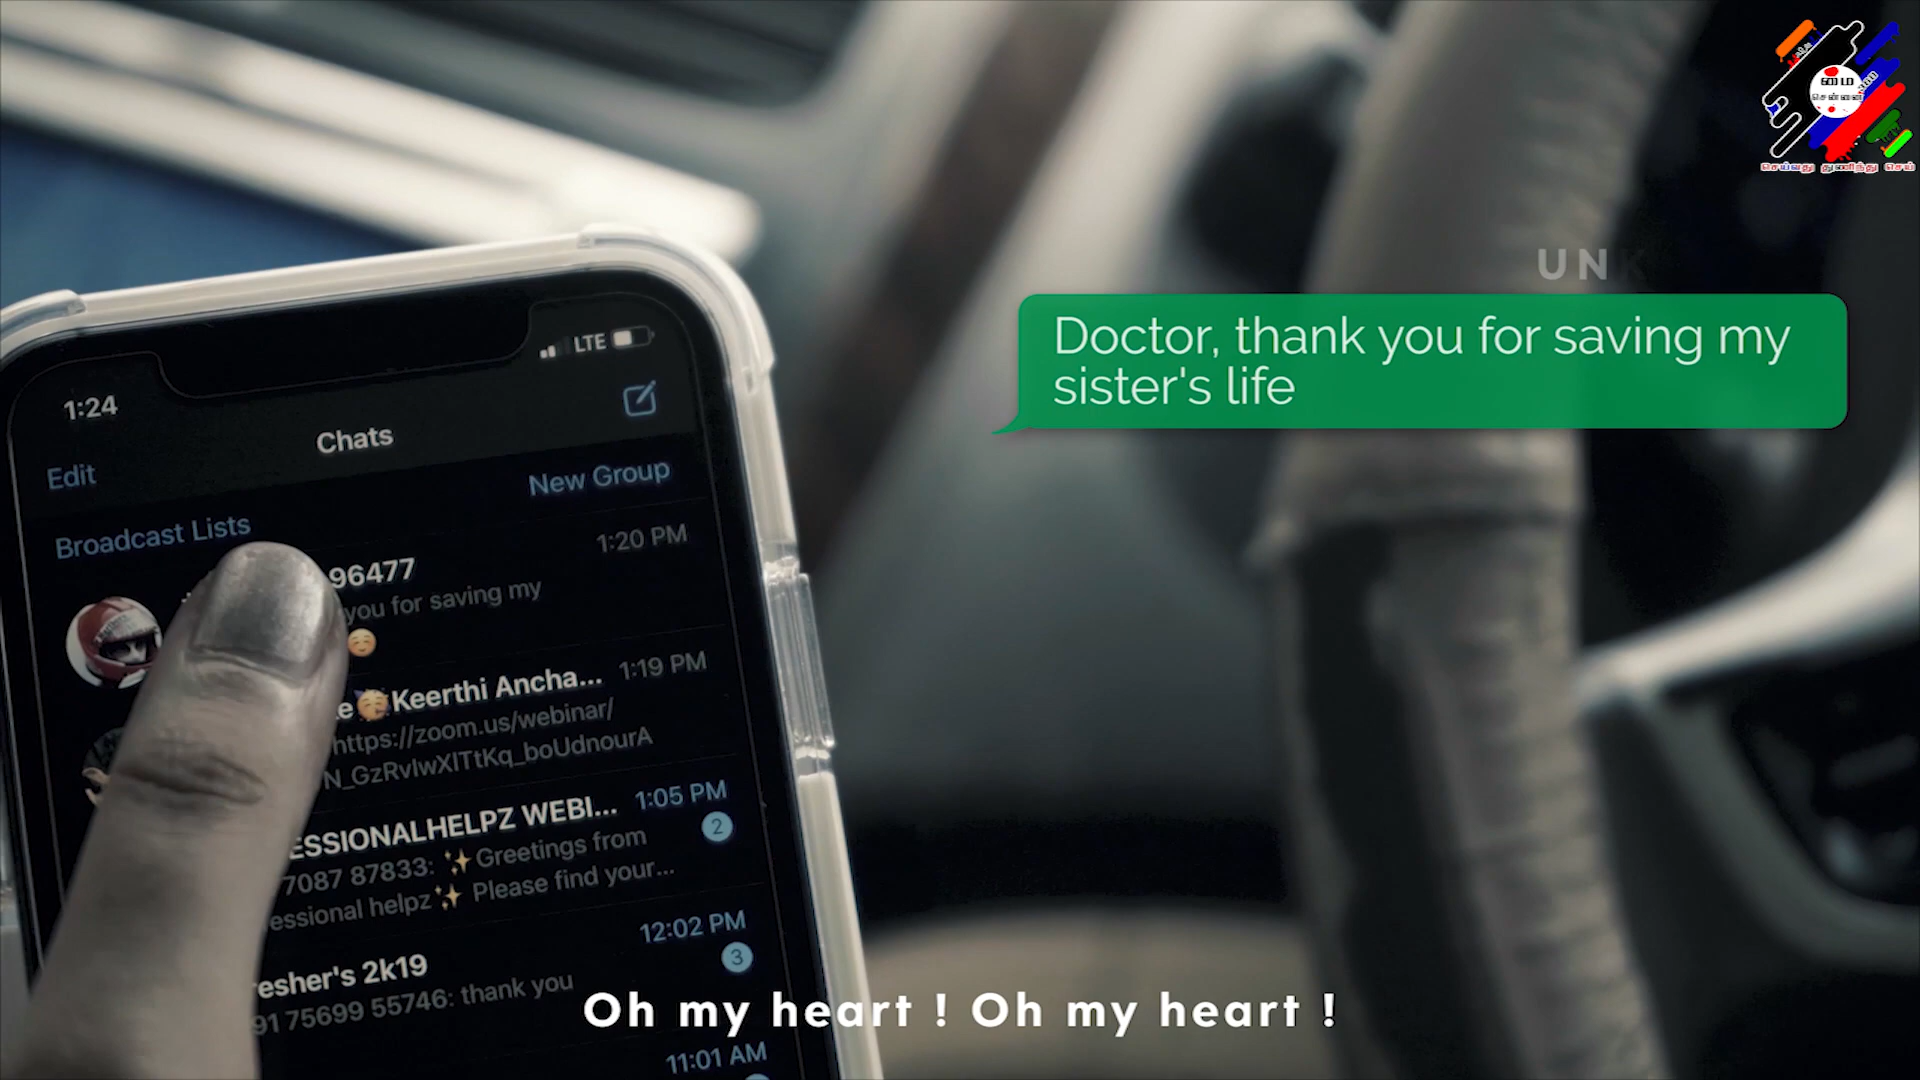 மை
சென்னை
செய்வது துணிந்து செய்
UNK
Doctor, thank you for saving my
sister's life
LTE
1:24
Chats
Edit
New Group
Broadcast Lists
96477
1:20 PM
you for saving my
☺️
e🥳Keerthi Ancha...
1:19 PM
https://zoom.us/webinar/
N_GzRvlwXITtKq_boUdnourA
ESSIONALHELPZ WEBI...
1:05 PM
7087 87833: ✨Greetings from
2
essional helpz✨ Please find your...
12:02 PM
resher's 2k19
3
91 75699 55746: thank you
11:01 AM
Oh my heart ! Oh my heart !